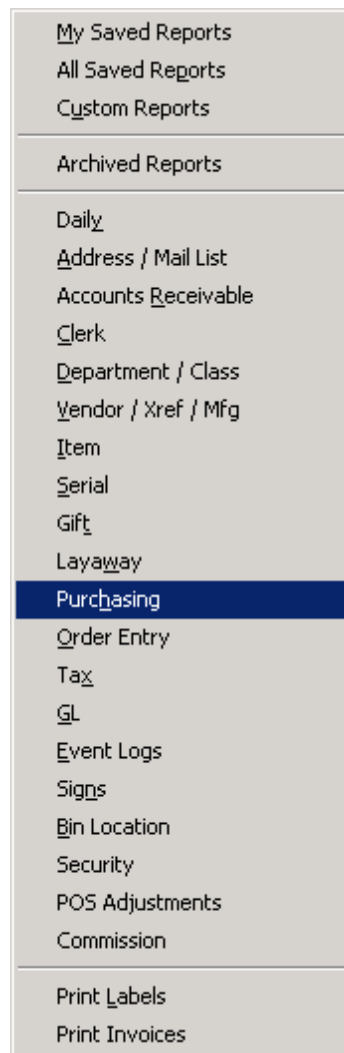 My Saved Reports
All Saved Reports
Custom Reports
Archived Reports
Daily
Address / Mail List
Accounts Receivable
Clerk
Department / Class
Vendor / Xref / Mfg
Item
Serial
Gift
Layaway
Purchasing
Order Entry
Tax
GL
Event Logs
Signs
Bin Location
Security
POS Adjustments
Commission
Print Labels
Print Invoices